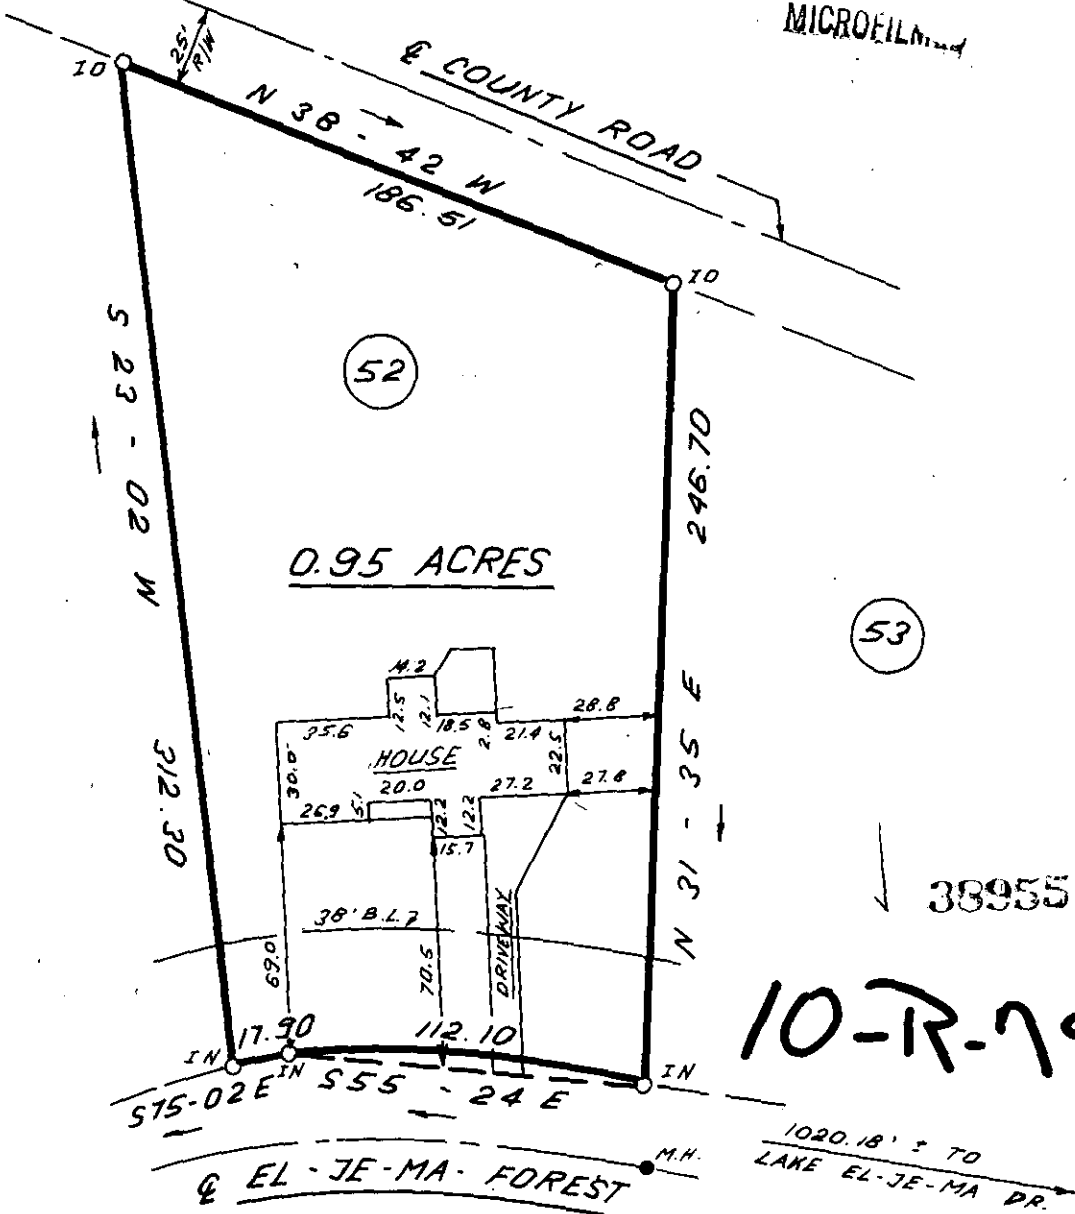 MICROFILMed
IO
25' R/W
℄ COUNTY ROAD
N 38 - 42 W
186.51
IO
S 23 - 02 W
312.30
52
246.70
N 31 - 35 E
0.95 ACRES
53
14.2
12.5
12.1
18.5
2.8
28.8
35.6
21.4
22.5
HOUSE
30.0
20.0
27.2
27.8
26.9
5.1
12.2
12.2
15.7
38' B.L.
DRIVEWAY
69.0
70.5
38955
10-R-
17.90
112.10
IN
IN
IN
S75-02 E
S55 - 24 E
M.H.
1020.18' ± TO
LAKE EL-JE-MA DR.
℄ EL-JE-MA-FOREST